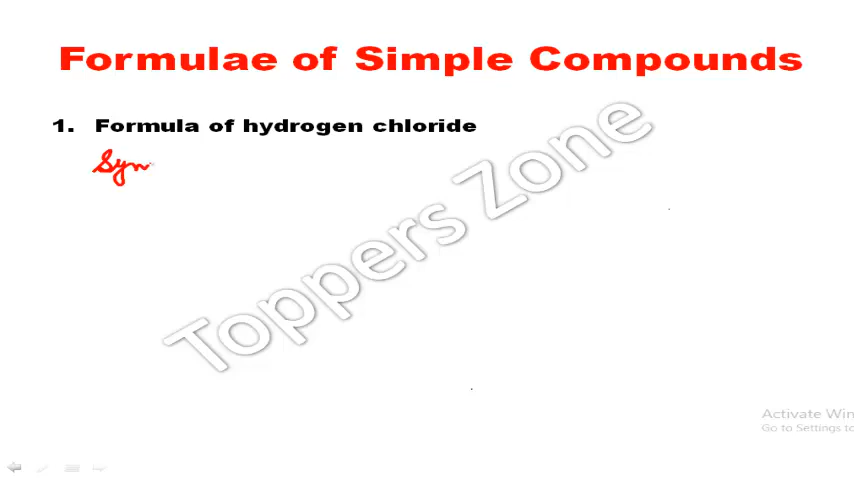 Formulae of Simple Compounds
1. Formula of hydrogen chloride
Sym
Toppers Zone
Activate Win
Go to Settings to